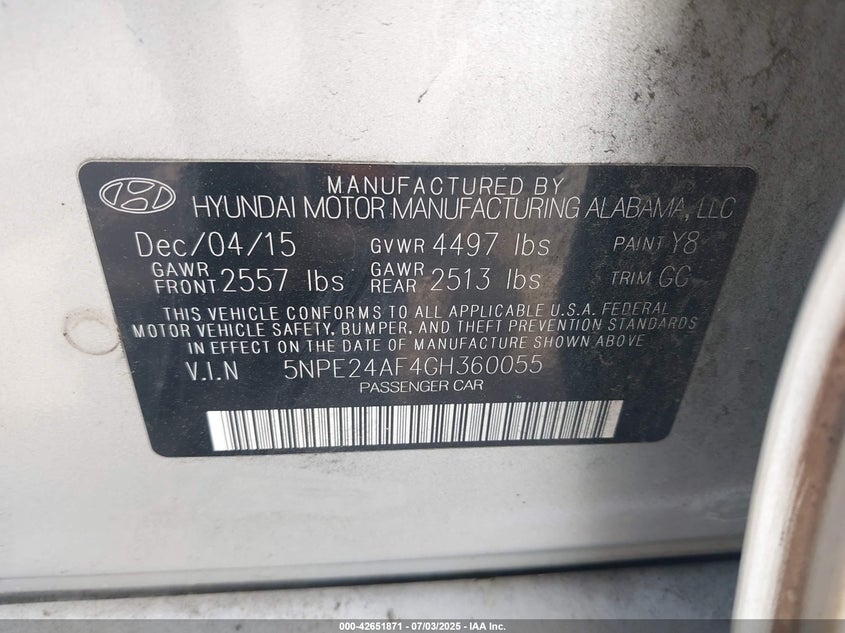 MANUFACTURED BY
HYUNDAI MOTOR MANUFACTURING ALABAMA, LLC
Dec/04/15 GVWR 4497 lbs PAINT Y8
GAWR FRONT 2557 lbs GAWR REAR 2513 lbs TRIM GC
THIS VEHICLE CONFORMS TO ALL APPLICABLE U.S.A. FEDERAL
MOTOR VEHICLE SAFETY, BUMPER, AND THEFT PREVENTION STANDARDS
IN EFFECT ON THE DATE OF MANUFACTURE SHOWN ABOVE
V.I.N 5NPE24AF4GH360055
PASSENGER CAR
000-42651871 | 07/03/2025 - IAA Inc.